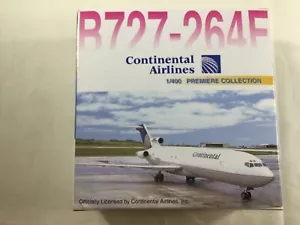 B727-264F
Continental
Airlines
1/400 PREMIERE COLLECTION
Continental
Officially Licensed by Continental Airlines, Inc.